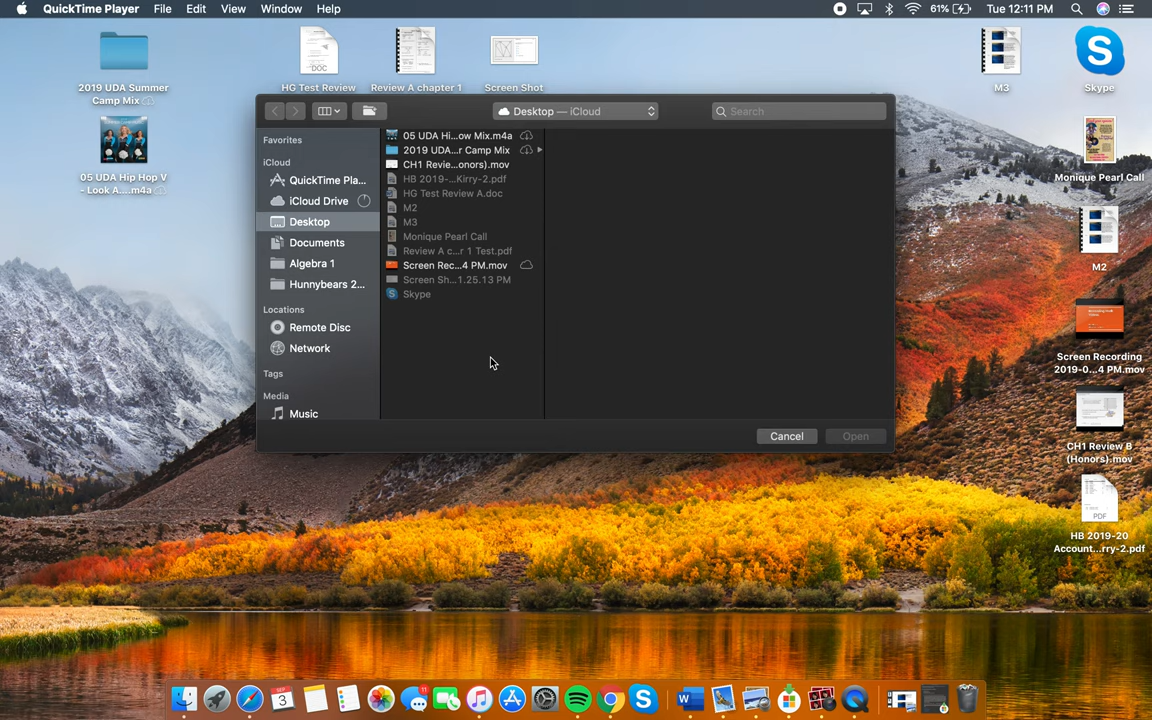 QuickTime Player File Edit View Window Help 61% Tue 12:11 PM
2019 UDA Summer
Camp Mix
05 UDA Hip Hop V
- Look A....m4a
DOC
HG Test Review
Review A chapter 1
Screen Shot
M3
Skype
Monique Pearl Call
M2
Screen Recording
2019-0...4 PM.mov
CH1 Review B
(Honors).mov
PDF
HB 2019-20
Account...rry-2.pdf
Desktop — iCloud
Search
Favorites
iCloud
QuickTime Pla...
iCloud Drive
Desktop
Documents
Algebra 1
Hunnybears 2...
Locations
Remote Disc
Network
Tags
Media
Music
05 UDA Hi...ow Mix.m4a
2019 UDA...r Camp Mix
CH1 Revie...onors).mov
HB 2019-...Kirry-2.pdf
HG Test Review A.doc
M2
M3
Monique Pearl Call
Review A c...r 1 Test.pdf
Screen Rec...4 PM.mov
Screen Sh...1.25.13 PM
Skype
Cancel
Open
SEP
3
11